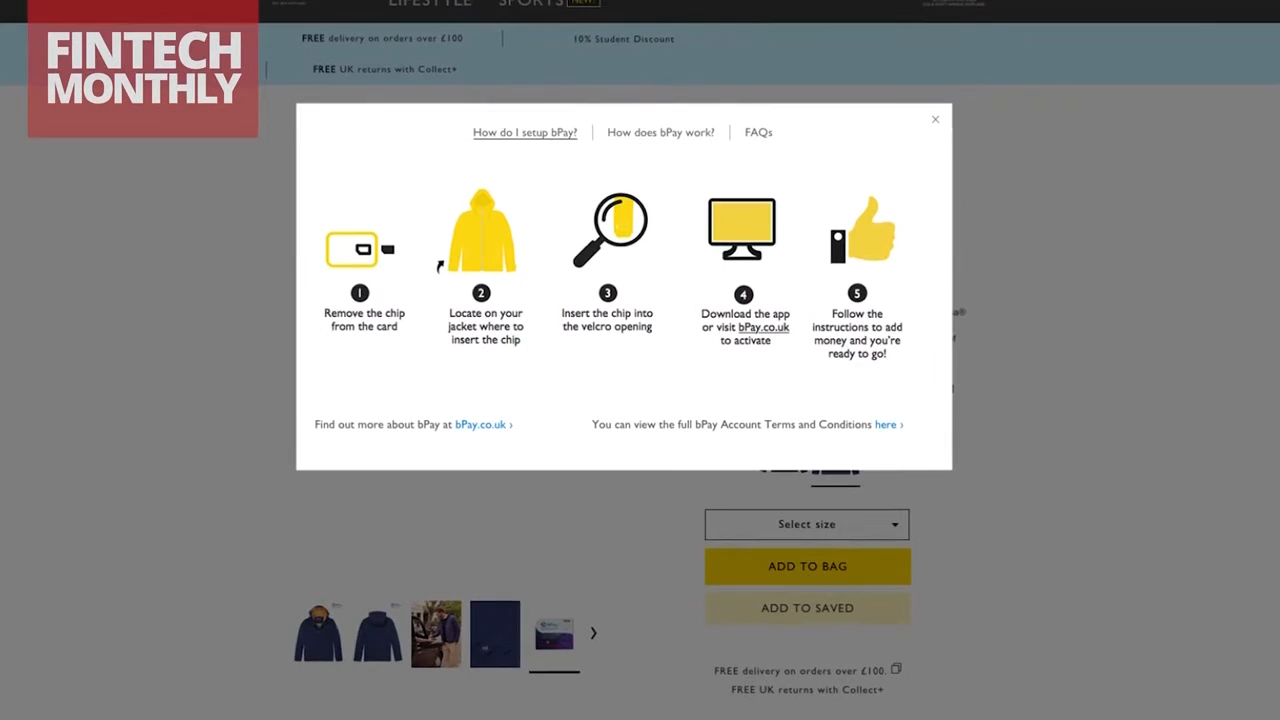 LIFESTYLE SPORTS NEW!
FINTECH
MONTHLY
FREE delivery on orders over £100
10% Student Discount
FREE UK returns with Collect+
How do I setup bPay?
How does bPay work?
FAQs
1
Remove the chip
from the card
2
Locate on your
jacket where to
insert the chip
3
Insert the chip into
the velcro opening
4
Download the app
or visit bPay.co.uk
to activate
5
Follow the
instructions to add
money and you're
ready to go!
Find out more about bPay at bPay.co.uk ›
You can view the full bPay Account Terms and Conditions here ›
Select size
ADD TO BAG
ADD TO SAVED
FREE delivery on orders over £100.
FREE UK returns with Collect+